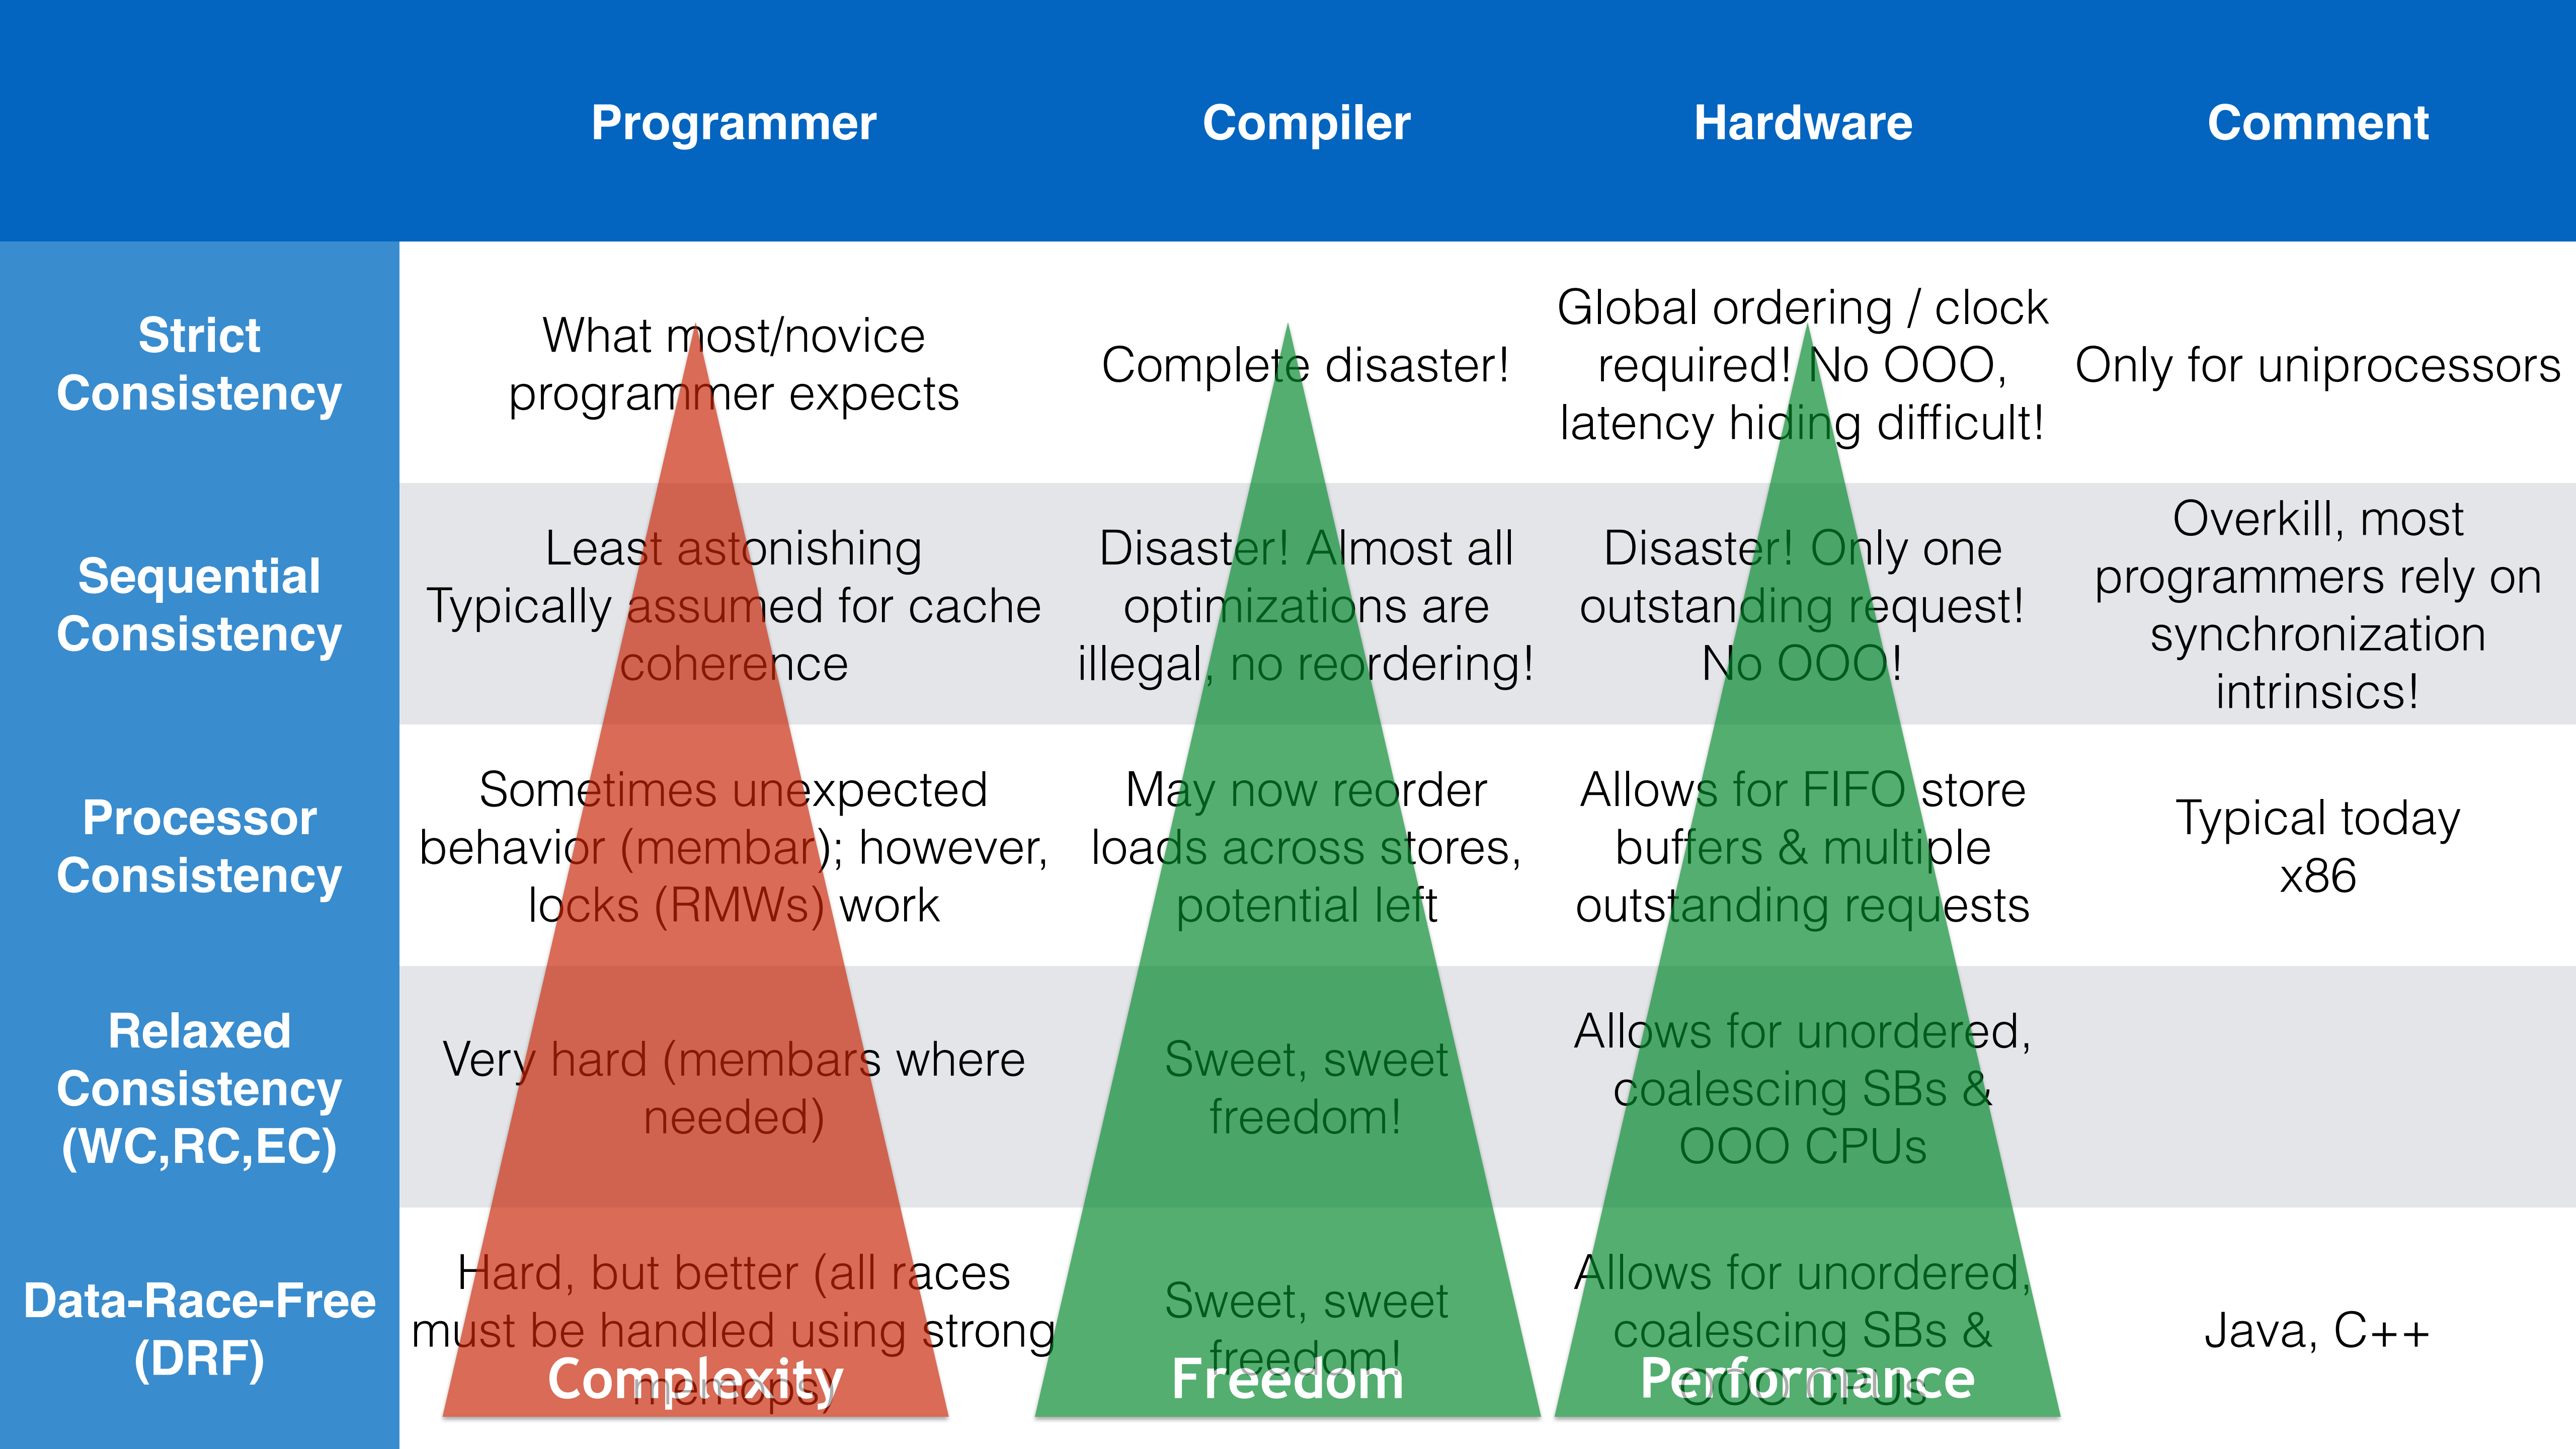 Programmer
Compiler
Hardware
Comment
Strict
Consistency
What most/novice
programmer expects
Complete disaster!
Global ordering / clock
required! No OOO,
latency hiding difficult!
Only for uniprocessors
Sequential
Consistency
Least astonishing
Typically assumed for cache
coherence
Disaster! Almost all
optimizations are
illegal, no reordering!
Disaster! Only one
outstanding request!
No OOO!
Overkill, most
programmers rely on
synchronization
intrinsics!
Processor
Consistency
Sometimes unexpected
behavior (membar); however,
locks (RMWs) work
May now reorder
loads across stores,
potential left
Allows for FIFO store
buffers & multiple
outstanding requests
Typical today
x86
Relaxed
Consistency
(WC,RC,EC)
Very hard (membars where
needed)
Sweet, sweet
freedom!
Allows for unordered,
coalescing SBs &
OOO CPUs
Data-Race-Free
(DRF)
Hard, but better (all races
must be handled using strong
memops)
Sweet, sweet
freedom!
Allows for unordered,
coalescing SBs &
OOO CPUs
Java, C++
Complexity
Freedom
Performance